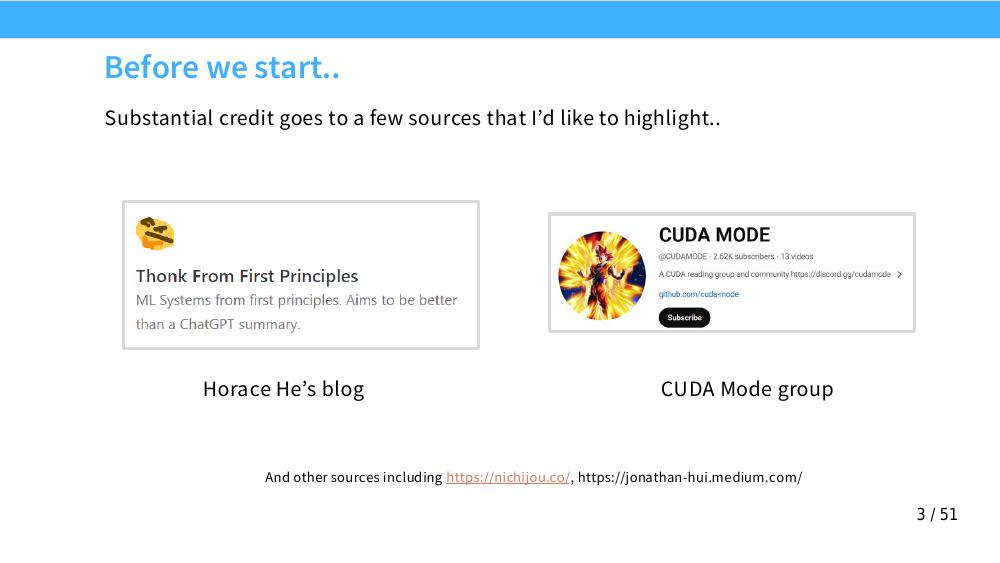 Before we start..
Substantial credit goes to a few sources that I’d like to highlight..
Thonk From First Principles
ML Systems from first principles. Aims to be better
than a ChatGPT summary.
CUDA MODE
@CUDAMODE · 2.62K subscribers · 13 videos
A CUDA reading group and community https://discord.gg/cudamode
github.com/cuda-mode
Subscribe
Horace He’s blog
CUDA Mode group
And other sources including https://nichijou.co/, https://jonathan-hui.medium.com/
3 / 51